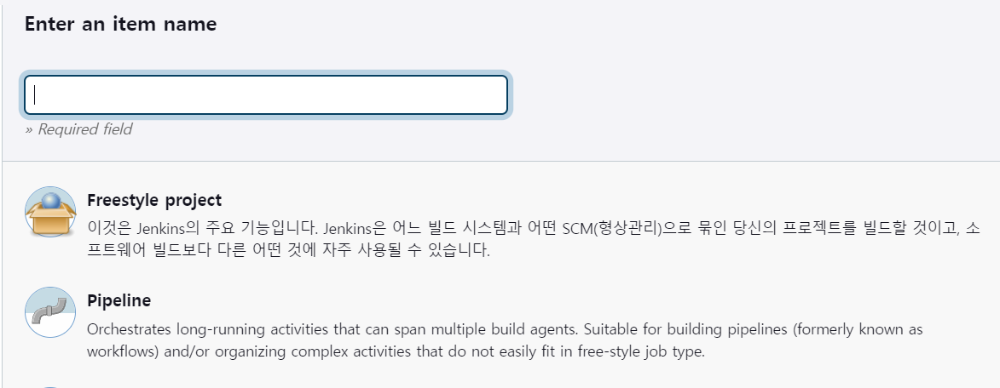 Enter an item name
» Required field
Freestyle project
이것은 Jenkins의 주요 기능입니다. Jenkins은 어느 빌드 시스템과 어떤 SCM(형상관리)으로 묶인 당신의 프로젝트를 빌드할 것이고, 소
프트웨어 빌드보다 다른 어떤 것에 자주 사용될 수 있습니다.
Pipeline
Orchestrates long-running activities that can span multiple build agents. Suitable for building pipelines (formerly known as
workflows) and/or organizing complex activities that do not easily fit in free-style job type.